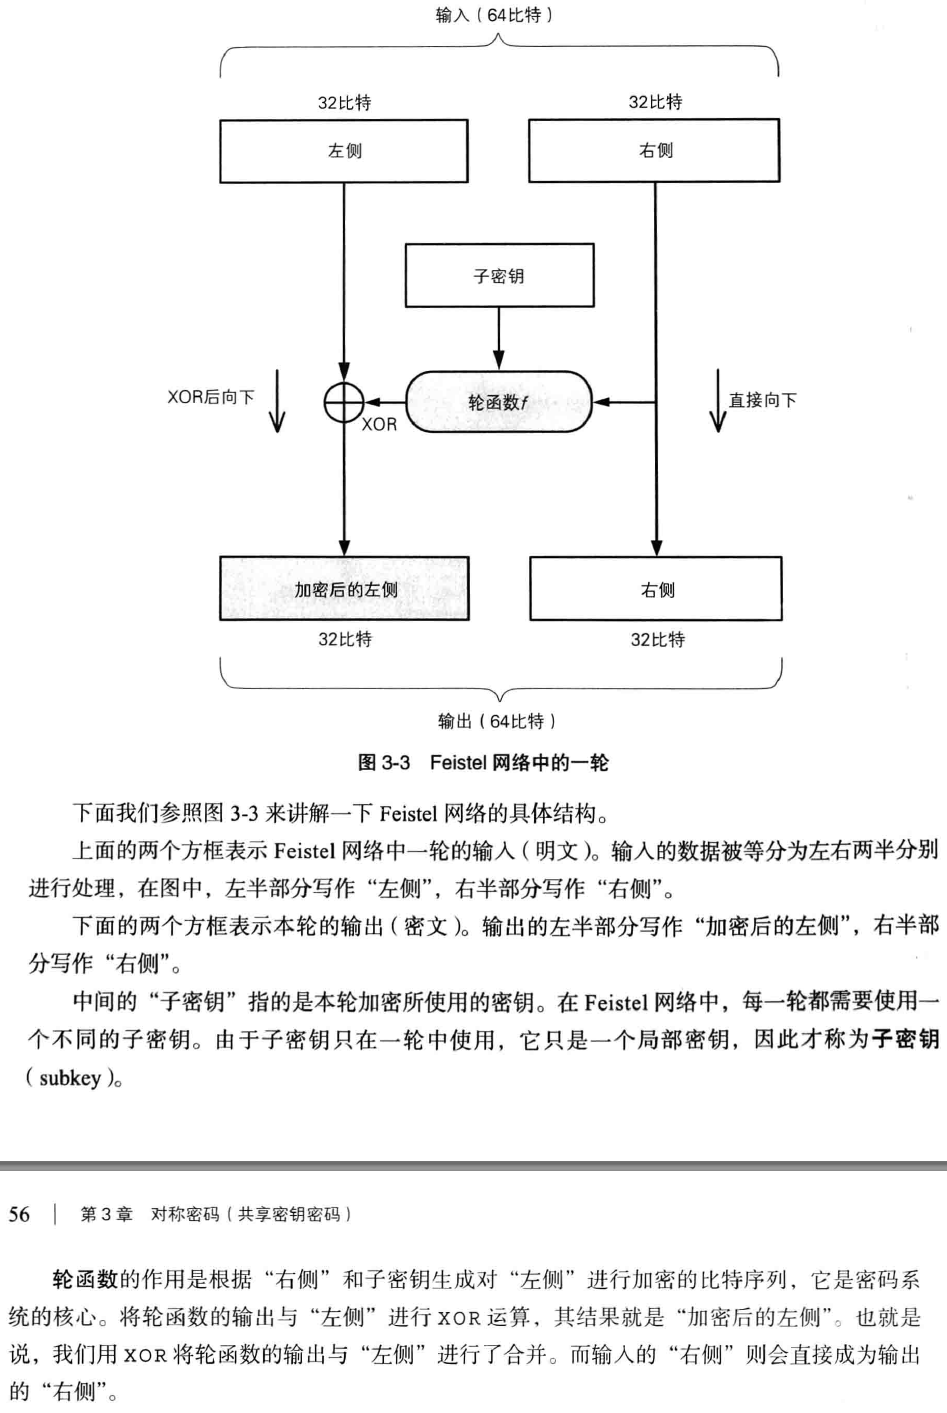 输入（64比特）
32比特
32比特
左侧
右侧
子密钥
XOR后向下
轮函数f
直接向下
XOR
加密后的左侧
右侧
32比特
32比特
输出（64比特）
图 3-3 Feistel 网络中的一轮
下面我们参照图 3-3 来讲解一下 Feistel 网络的具体结构。
上面的两个方框表示 Feistel 网络中一轮的输入（明文）。输入的数据被等分为左右两半分别
进行处理，在图中，左半部分写作“左侧”，右半部分写作“右侧”。
下面的两个方框表示本轮的输出（密文）。输出的左半部分写作“加密后的左侧”，右半部
分写作“右侧”。
中间的“子密钥”指的是本轮加密所使用的密钥。在 Feistel 网络中，每一轮都需要使用一
个不同的子密钥。由于子密钥只在一轮中使用，它只是一个局部密钥，因此才称为子密钥
（subkey）。
56 | 第 3 章 对称密码（共享密钥密码）
轮函数的作用是根据“右侧”和子密钥生成对“左侧”进行加密的比特序列，它是密码系
统的核心。将轮函数的输出与“左侧”进行 XOR 运算，其结果就是“加密后的左侧”。也就是
说，我们用 XOR 将轮函数的输出与“左侧”进行了合并。而输入的“右侧”则会直接成为输出
的“右侧”。